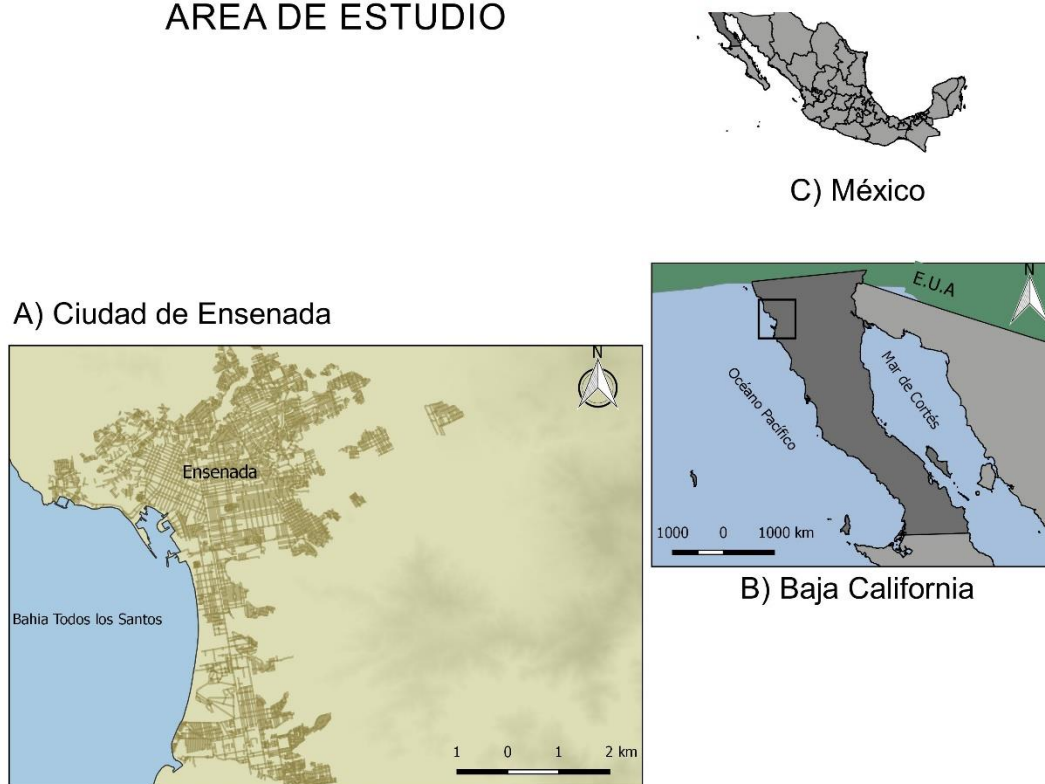 AREA DE ESTUDIO
C) México
A) Ciudad de Ensenada
N
Ensenada
Bahia Todos los Santos
1 0 1 2 km
E.U.A
N
Océano Pacífico
Mar de Cortés
1000 0 1000 km
B) Baja California